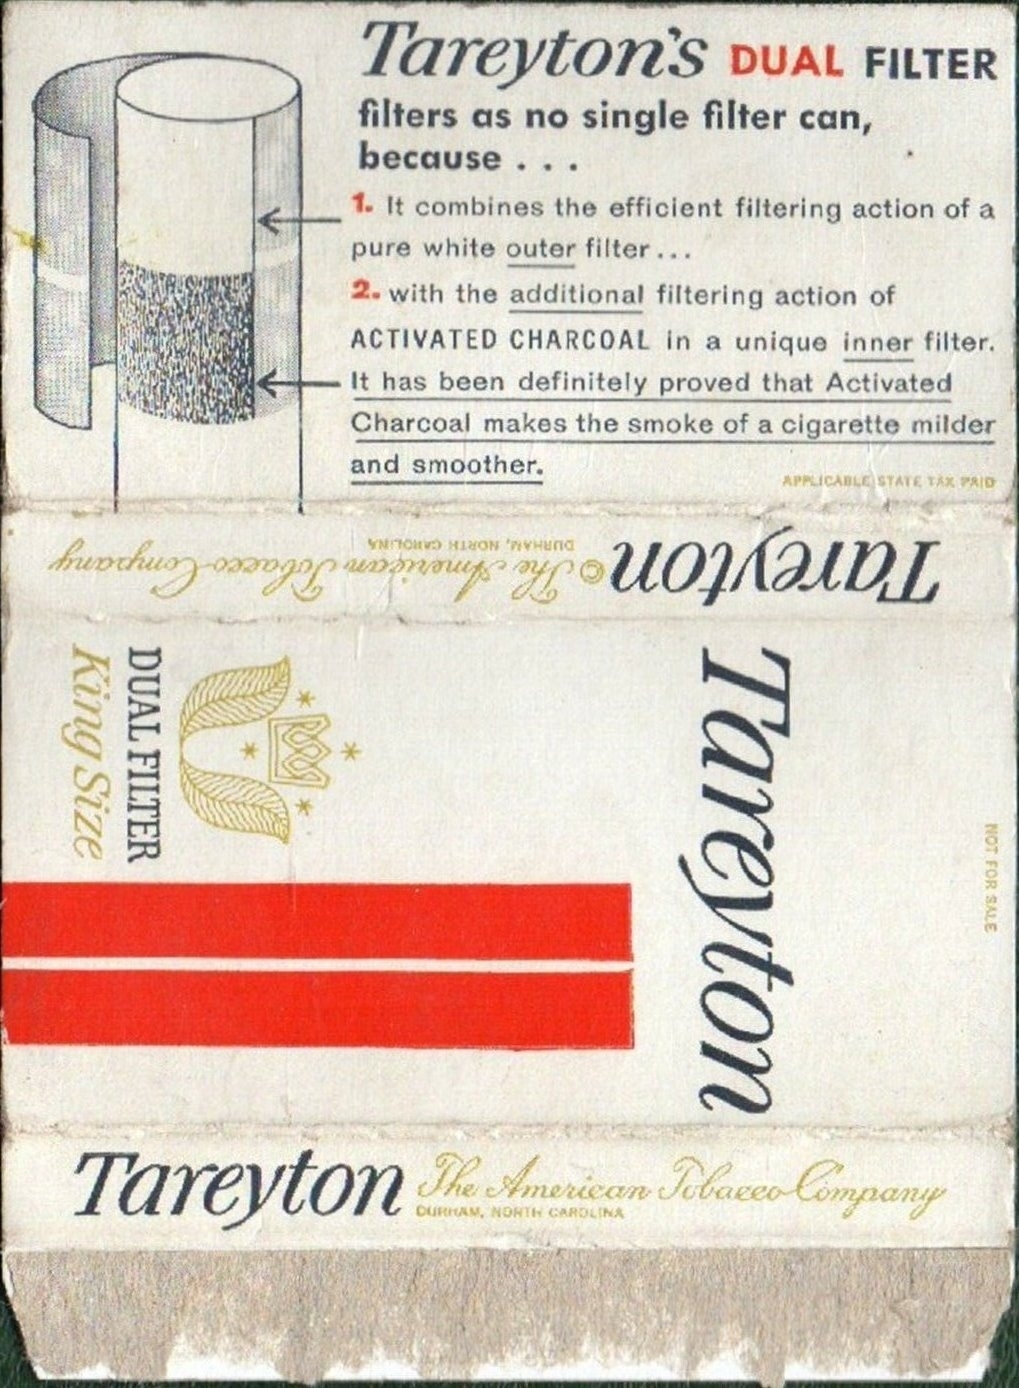 Tareyton's DUAL FILTER
filters as no single filter can,
because . . .
1. It combines the efficient filtering action of a
pure white outer filter...
2. with the additional filtering action of
ACTIVATED CHARCOAL in a unique inner filter.
It has been definitely proved that Activated
Charcoal makes the smoke of a cigarette milder
and smoother.
APPLICABLE STATE TAX PAID
Tareyton © The American Tobacco Company
DURHAM, NORTH CAROLINA
Tareyton
DUAL FILTER
King Size
NOT FOR SALE
Tareyton The American Tobacco Company
DURHAM, NORTH CAROLINA